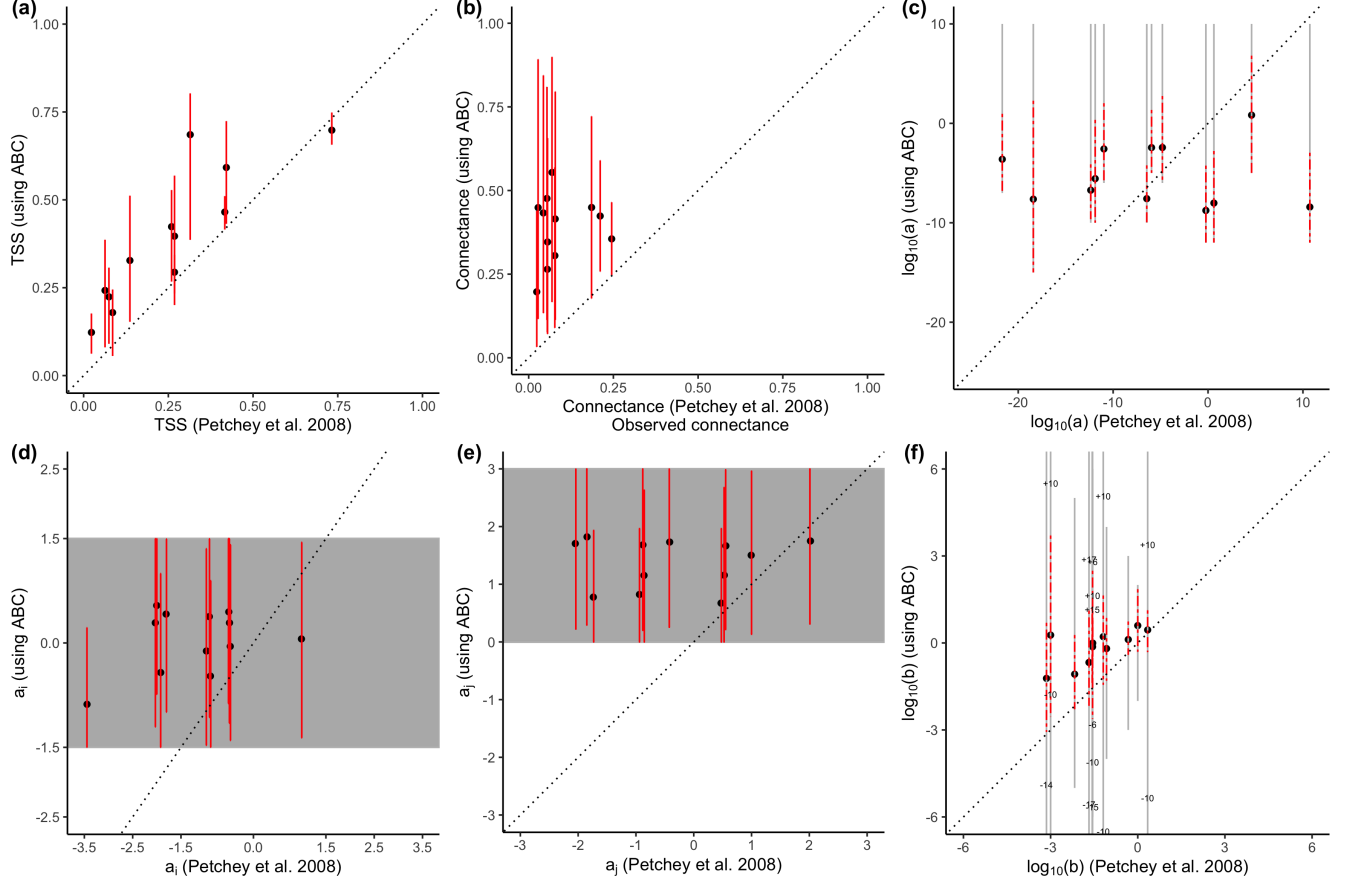 (a)
1.00
0.75
0.50
0.25
0.00
TSS (using ABC)
0.00 0.25 0.50 0.75 1.00
TSS (Petchey et al. 2008)
(b)
1.00
0.75
0.50
0.25
0.00
Connectance (using ABC)
0.00 0.25 0.50 0.75 1.00
Connectance (Petchey et al. 2008)
Observed connectance
(c)
10
0
-10
-20
log₁₀(a) (using ABC)
-20 -10 0 10
log₁₀(a) (Petchey et al. 2008)
(d)
2.5
1.5
0.0
-1.5
-2.5
aᵢ (using ABC)
-3.5 -2.5 -1.5 0.0 1.5 2.5 3.5
aᵢ (Petchey et al. 2008)
(e)
3
2
1
0
-1
-2
-3
aⱼ (using ABC)
-3 -2 -1 0 1 2 3
aⱼ (Petchey et al. 2008)
(f)
6
3
0
-3
-6
log₁₀(b) (using ABC)
+10
+10
+10
+17
+6
+10
+15
-10
-6
-10
-14
-10
-17
-15
-10
-6 -3 0 3 6
log₁₀(b) (Petchey et al. 2008)